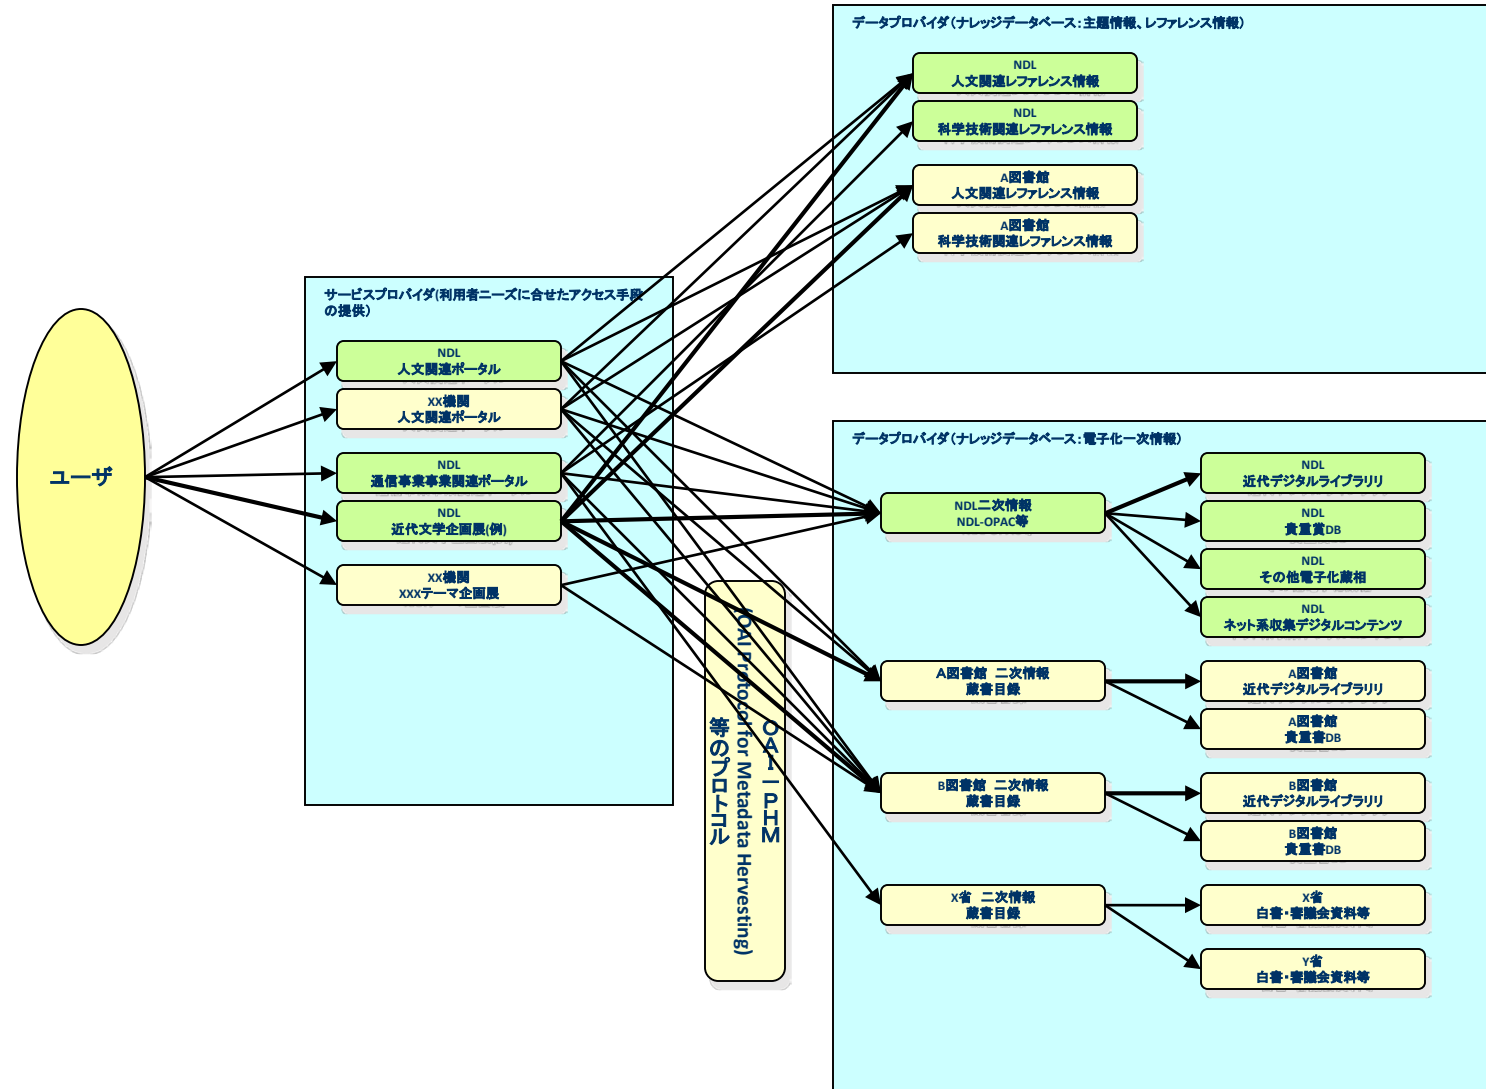 ユーザ
サービスプロバイダ(利用者ニーズに合せたアクセス手段
の提供)
NDL
人文関連ポータル
XX機関
人文関連ポータル
NDL
通信事業事業関連ポータル
NDL
近代文学企画展(例)
XX機関
XXXテーマ企画展
OAI-PHM
(OAI Protocol for Metadata Hervesting)
等のプロトコル
データプロバイダ(ナレッジデータベース:主題情報、レファレンス情報)
NDL
人文関連レファレンス情報
NDL
科学技術関連レファレンス情報
A図書館
人文関連レファレンス情報
A図書館
科学技術関連レファレンス情報
データプロバイダ(ナレッジデータベース:電子化一次情報)
NDL二次情報
NDL-OPAC等
NDL
近代デジタルライブラリリ
NDL
貴重賞DB
NDL
その他電子化蔵相
NDL
ネット系収集デジタルコンテンツ
A図書館 二次情報
蔵書目録
A図書館
近代デジタルライブラリリ
A図書館
貴重書DB
B図書館 二次情報
蔵書目録
B図書館
近代デジタルライブラリリ
B図書館
貴重書DB
X省 二次情報
蔵書目録
X省
白書・審議会資料等
Y省
白書・審議会資料等